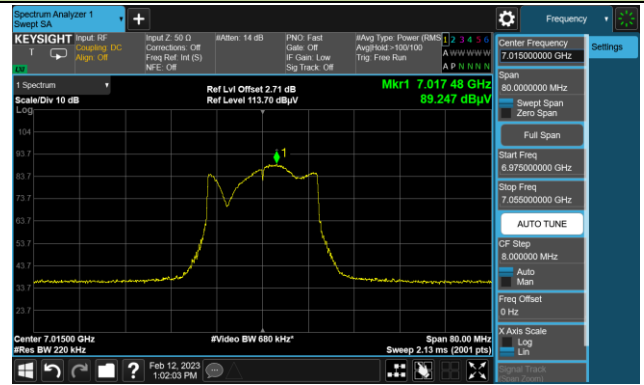 Spectrum Analyzer 1
Swept SA
+
Frequency
KEYSIGHT
Input: RF
Coupling: DC
Align: Off
Input Z: 50 Ω
Corrections: Off
Freq Ref: Int (S)
NFE: Off
#Atten: 14 dB
PNO: Fast
Gate: Off
IF Gain: Low
Sig Track: Off
#Avg Type: Power (RMS
Avg|Hold:>100/100
Trig: Free Run
1 2 3 4 5 6
A W W W W W
A P N N N N
1 Spectrum
Scale/Div 10 dB
Log
Ref Lvl Offset 2.71 dB
Ref Level 113.70 dBµV
Mkr1 7.017 48 GHz
89.247 dBµV
104
93.7
83.7
73.7
63.7
53.7
43.7
33.7
23.7
1
Center 7.01500 GHz
#Res BW 220 kHz
#Video BW 680 kHz*
Span 80.00 MHz
Sweep 2.13 ms (2001 pts)
Center Frequency
7.015000000 GHz
Settings
Span
80.0000000 MHz
Swept Span
Zero Span
Full Span
Start Freq
6.975000000 GHz
Stop Freq
7.055000000 GHz
AUTO TUNE
CF Step
8.000000 MHz
Auto
Man
Freq Offset
0 Hz
X Axis Scale
Log
Lin
Signal Track
(Span Zoom)
?
Feb 12, 2023
1:02:03 PM